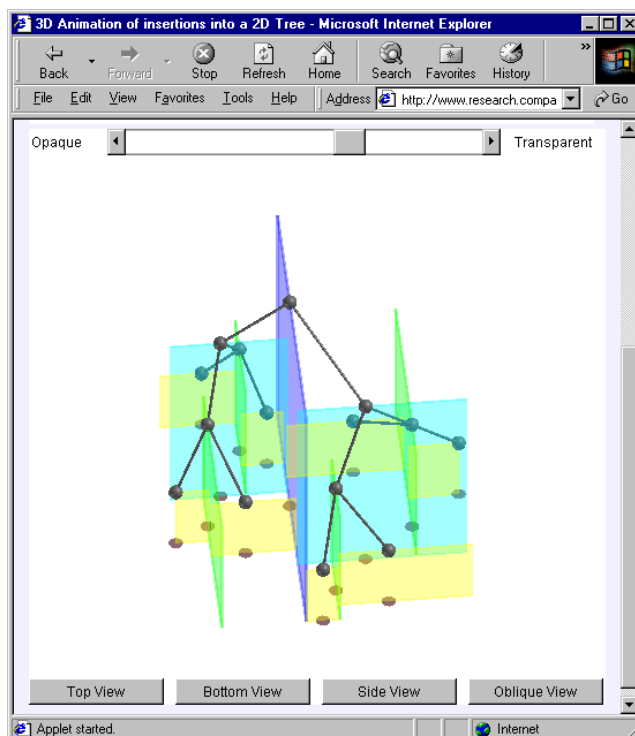 3D Animation of insertions into a 2D Tree - Microsoft Internet Explorer
Back Forward Stop Refresh Home Search Favorites History »
File Edit View Favorites Tools Help Address http://www.research.compa Go
Opaque Transparent
Top View Bottom View Side View Oblique View
Applet started. Internet